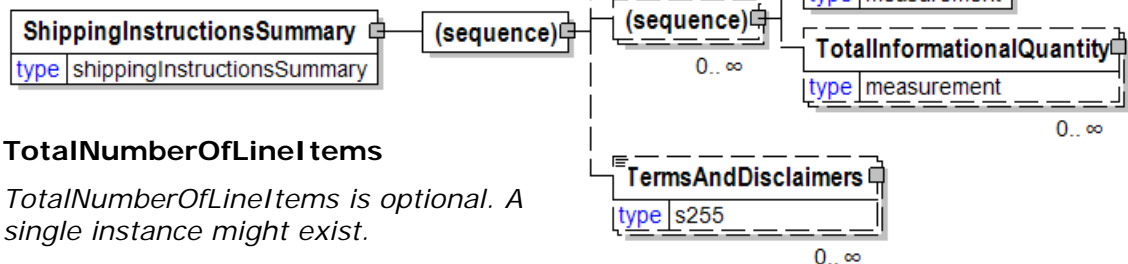 type measurement
ShippingInstructionsSummary
type shippingInstructionsSummary
(sequence)
(sequence)
0.. ∞
TotalInformationalQuantity
type measurement
0.. ∞
TotalNumberOfLineItems
TotalNumberOfLineItems is optional. A
single instance might exist.
TermsAndDisclaimers
type s255
0.. ∞